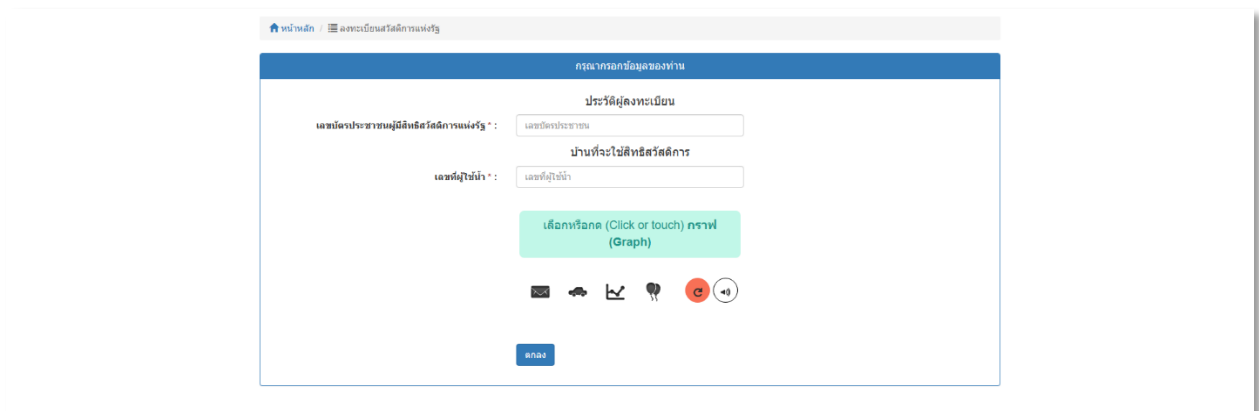 หน้าหลัก / ลงทะเบียนสวัสดิการแห่งรัฐ
กรุณากรอกข้อมูลของท่าน
ประวัติผู้ลงทะเบียน
เลขบัตรประชาชนผู้มีสิทธิสวัสดิการแห่งรัฐ * : เลขบัตรประชาชน
บ้านที่จะใช้สิทธิสวัสดิการ
เลขที่ผู้ใช้น้ำ * : เลขที่ผู้ใช้น้ำ
เลือกหรือกด (Click or touch) กราฟ
(Graph)
ตกลง